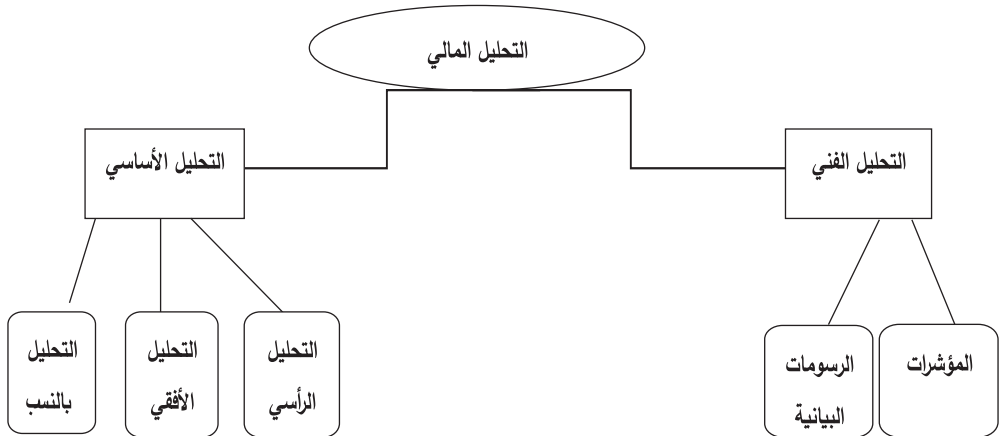 التحليل المالي
التحليل الفني
التحليل الأساسي
المؤشرات
الرسومات
البيانية
التحليل
الرأسي
التحليل
الأفقي
التحليل
بالنسب